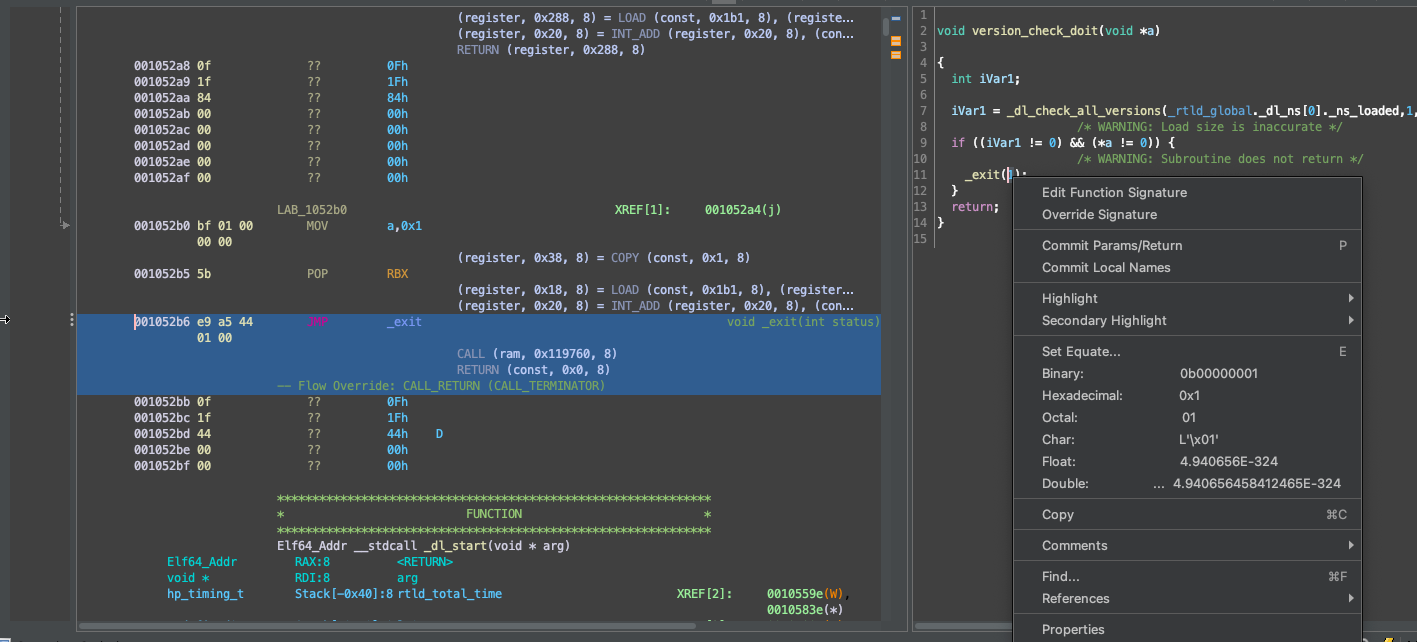 (register, 0x288, 8) = LOAD (const, 0x1b1, 8), (registe...
(register, 0x20, 8) = INT_ADD (register, 0x20, 8), (con...
RETURN (register, 0x288, 8)
001052a8 0f ?? 0Fh
001052a9 1f ?? 1Fh
001052aa 84 ?? 84h
001052ab 00 ?? 00h
001052ac 00 ?? 00h
001052ad 00 ?? 00h
001052ae 00 ?? 00h
001052af 00 ?? 00h
LAB_1052b0 XREF[1]: 001052a4(j)
001052b0 bf 01 00 MOV a,0x1
00 00
(register, 0x38, 8) = COPY (const, 0x1, 8)
001052b5 5b POP RBX
(register, 0x18, 8) = LOAD (const, 0x1b1, 8), (register...
(register, 0x20, 8) = INT_ADD (register, 0x20, 8), (con...
001052b6 e9 a5 44 JMP _exit void _exit(int status)
01 00
CALL (ram, 0x119760, 8)
RETURN (const, 0x0, 8)
-- Flow Override: CALL_RETURN (CALL_TERMINATOR)
001052bb 0f ?? 0Fh
001052bc 1f ?? 1Fh
001052bd 44 ?? 44h D
001052be 00 ?? 00h
001052bf 00 ?? 00h
*************************************************************
* FUNCTION *
*************************************************************
Elf64_Addr __stdcall _dl_start(void * arg)
Elf64_Addr RAX:8 <RETURN>
void * RDI:8 arg
hp_timing_t Stack[-0x40]:8 rtld_total_time XREF[2]: 0010559e(W),
0010583e(*)
1
2 void version_check_doit(void *a)
3
4 {
5 int iVar1;
6
7 iVar1 = _dl_check_all_versions(_rtld_global._dl_ns[0]._ns_loaded,1,
8 /* WARNING: Load size is inaccurate */
9 if ((iVar1 != 0) && (*a != 0)) {
10 /* WARNING: Subroutine does not return */
11 _exit(1);
12 }
13 return;
14 }
15
Edit Function Signature
Override Signature
Commit Params/Return P
Commit Local Names
Highlight
Secondary Highlight
Set Equate... E
Binary: 0b00000001
Hexadecimal: 0x1
Octal: 01
Char: L'\x01'
Float: 4.940656E-324
Double: ... 4.940656458412465E-324
Copy ⌘C
Comments
Find... ⌘F
References
Properties